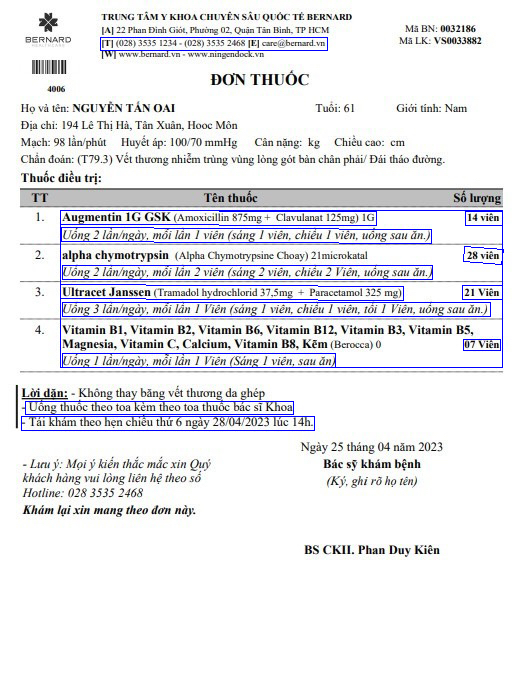 BERNARD
HEALTHCARE
4006
TRUNG TÂM Y KHOA CHUYÊN SÂU QUỐC TẾ BERNARD
[A] 22 Phan Đình Giót, Phường 02, Quận Tân Bình, TP HCM
[T] (028) 3535 1234 - (028) 3535 2468 [E] care@bernard.vn
[W] www.bernard.vn - www.ningendock.vn
Mã BN: 0032186
Mã LK: VS0033882
ĐƠN THUỐC
Họ và tên: NGUYỄN TẤN OAI Tuổi: 61 Giới tính: Nam
Địa chỉ: 194 Lê Thị Hà, Tân Xuân, Hooc Môn
Mạch: 98 lần/phút Huyết áp: 100/70 mmHg Cân nặng: kg Chiều cao: cm
Chẩn đoán: (T79.3) Vết thương nhiễm trùng vùng lòng gót bàn chân phải/ Đái tháo đường.
Thuốc điều trị:
TT Tên thuốc Số lượng
1. Augmentin 1G GSK (Amoxicillin 875mg + Clavulanat 125mg) 1G 14 viên
Uống 2 lần/ngày, mỗi lần 1 viên (sáng 1 viên, chiều 1 viên, uống sau ăn.)
2. alpha chymotrypsin (Alpha Chymotrypsine Choay) 21microkatal 28 viên
Uống 2 lần/ngày, mỗi lần 2 viên (sáng 2 viên, chiều 2 Viên, uống sau ăn.)
3. Ultracet Janssen (Tramadol hydrochlorid 37,5mg + Paracetamol 325 mg) 21 Viên
Uống 3 lần/ngày, mỗi lần 1 Viên (sáng 1 viên, chiều 1 viên, tối 1 Viên, uống sau ăn.)
4. Vitamin B1, Vitamin B2, Vitamin B6, Vitamin B12, Vitamin B3, Vitamin B5,
Magnesia, Vitamin C, Calcium, Vitamin B8, Kẽm (Berocca) 0 07 Viên
Uống 1 lần/ngày, mỗi lần 1 Viên (Sáng 1 viên, sau ăn)
Lời dặn: - Không thay băng vết thương da ghép
- Uống thuốc theo toa kèm theo toa thuốc bác sĩ Khoa
- Tái khám theo hẹn chiều thứ 6 ngày 28/04/2023 lúc 14h.
Ngày 25 tháng 04 năm 2023
Bác sỹ khám bệnh
(Ký, ghi rõ họ tên)
- Lưu ý: Mọi ý kiến thắc mắc xin Quý
khách hàng vui lòng liên hệ theo số
Hotline: 028 3535 2468
Khám lại xin mang theo đơn này.
BS CKII. Phan Duy Kiên